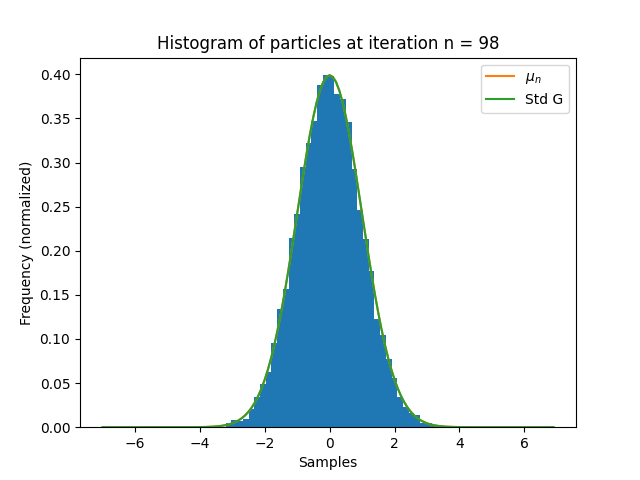 Histogram of particles at iteration n = 98
μn
Std G
Frequency (normalized)
0.40
0.35
0.30
0.25
0.20
0.15
0.10
0.05
0.00
−6 −4 −2 0 2 4 6
Samples